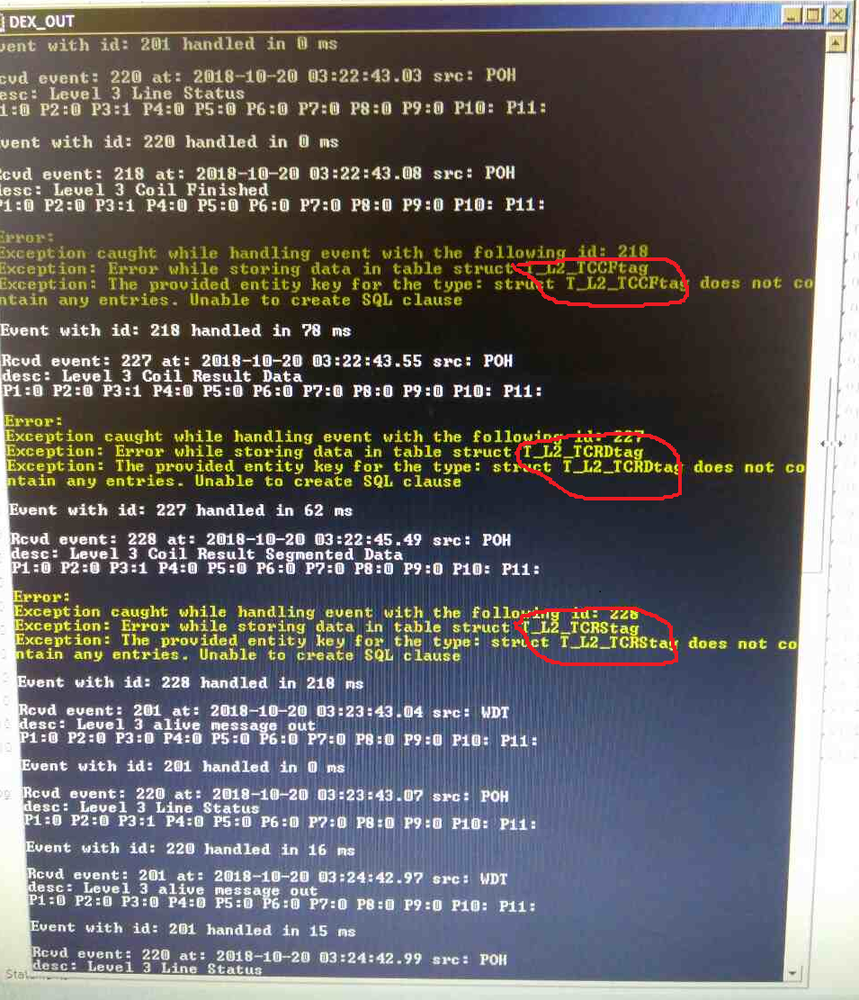 DEX_OUT
vent with id: 201 handled in 0 ms
cvd event: 220 at: 2018-10-20 03:22:43.03 src: POH
esc: Level 3 Line Status
1:0 P2:0 P3:1 P4:0 P5:0 P6:0 P7:0 P8:0 P9:0 P10: P11:
vent with id: 220 handled in 0 ms
cvd event: 218 at: 2018-10-20 03:22:43.08 src: POH
esc: Level 3 Coil Finished
P1:0 P2:0 P3:1 P4:0 P5:0 P6:0 P7:0 P8:0 P9:0 P10: P11:
Error:
Exception caught while handling event with the following id: 218
Exception: Error while storing data in table struct T_L2_TCCFtag
Exception: The provided entity key for the type: struct T_L2_TCCFtag does not co
ntain any entries. Unable to create SQL clause
Event with id: 218 handled in 78 ms
Rcvd event: 227 at: 2018-10-20 03:22:43.55 src: POH
desc: Level 3 Coil Result Data
P1:0 P2:0 P3:1 P4:0 P5:0 P6:0 P7:0 P8:0 P9:0 P10: P11:
Error:
Exception caught while handling event with the following id: 227
Exception: Error while storing data in table struct T_L2_TCRDtag
Exception: The provided entity key for the type: struct T_L2_TCRDtag does not co
ntain any entries. Unable to create SQL clause
Event with id: 227 handled in 62 ms
Rcvd event: 228 at: 2018-10-20 03:22:45.49 src: POH
desc: Level 3 Coil Result Segmented Data
P1:0 P2:0 P3:1 P4:0 P5:0 P6:0 P7:0 P8:0 P9:0 P10: P11:
Error:
Exception caught while handling event with the following id: 228
Exception: Error while storing data in table struct T_L2_TCRStag
Exception: The provided entity key for the type: struct T_L2_TCRStag does not co
ntain any entries. Unable to create SQL clause
Event with id: 228 handled in 218 ms
Rcvd event: 201 at: 2018-10-20 03:23:43.04 src: WDT
desc: Level 3 alive message out
P1:0 P2:0 P3:0 P4:0 P5:0 P6:0 P7:0 P8:0 P9:0 P10: P11:
Event with id: 201 handled in 0 ms
Rcvd event: 220 at: 2018-10-20 03:23:43.07 src: POH
desc: Level 3 Line Status
P1:0 P2:0 P3:1 P4:0 P5:0 P6:0 P7:0 P8:0 P9:0 P10: P11:
Event with id: 220 handled in 16 ms
Rcvd event: 201 at: 2018-10-20 03:24:42.97 src: WDT
desc: Level 3 alive message out
P1:0 P2:0 P3:0 P4:0 P5:0 P6:0 P7:0 P8:0 P9:0 P10: P11:
Event with id: 201 handled in 15 ms
Rcvd event: 220 at: 2018-10-20 03:24:42.99 src: POH
desc: Level 3 Line Status